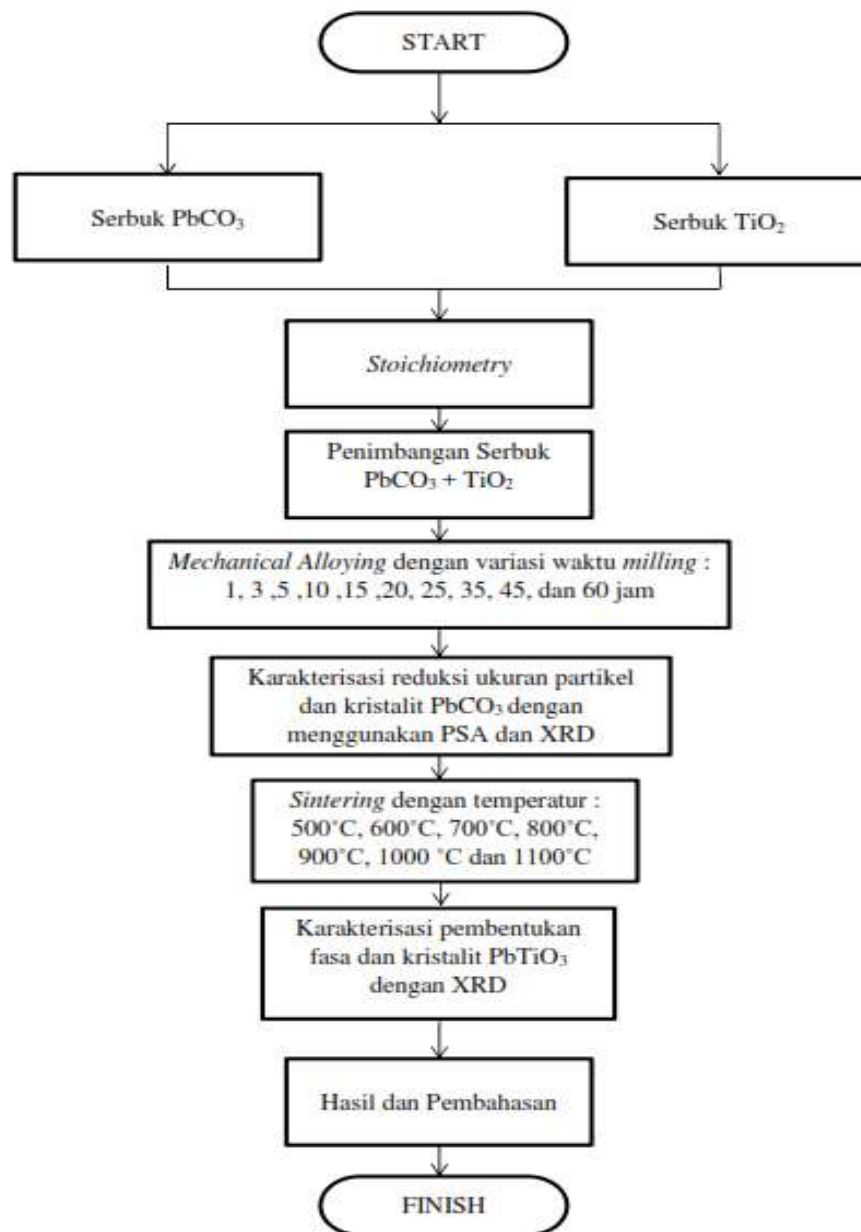 START
Serbuk PbCO₃
Serbuk TiO₂
Stoichiometry
Penimbangan Serbuk
PbCO₃ + TiO₂
Mechanical Alloying dengan variasi waktu milling :
1, 3 ,5 ,10 ,15 ,20, 25, 35, 45, dan 60 jam
Karakterisasi reduksi ukuran partikel
dan kristalit PbCO₃ dengan
menggunakan PSA dan XRD
Sintering dengan temperatur :
500˚C, 600˚C, 700˚C, 800˚C,
900˚C, 1000 ˚C dan 1100˚C
Karakterisasi pembentukan
fasa dan kristalit PbTiO₃
dengan XRD
Hasil dan Pembahasan
FINISH